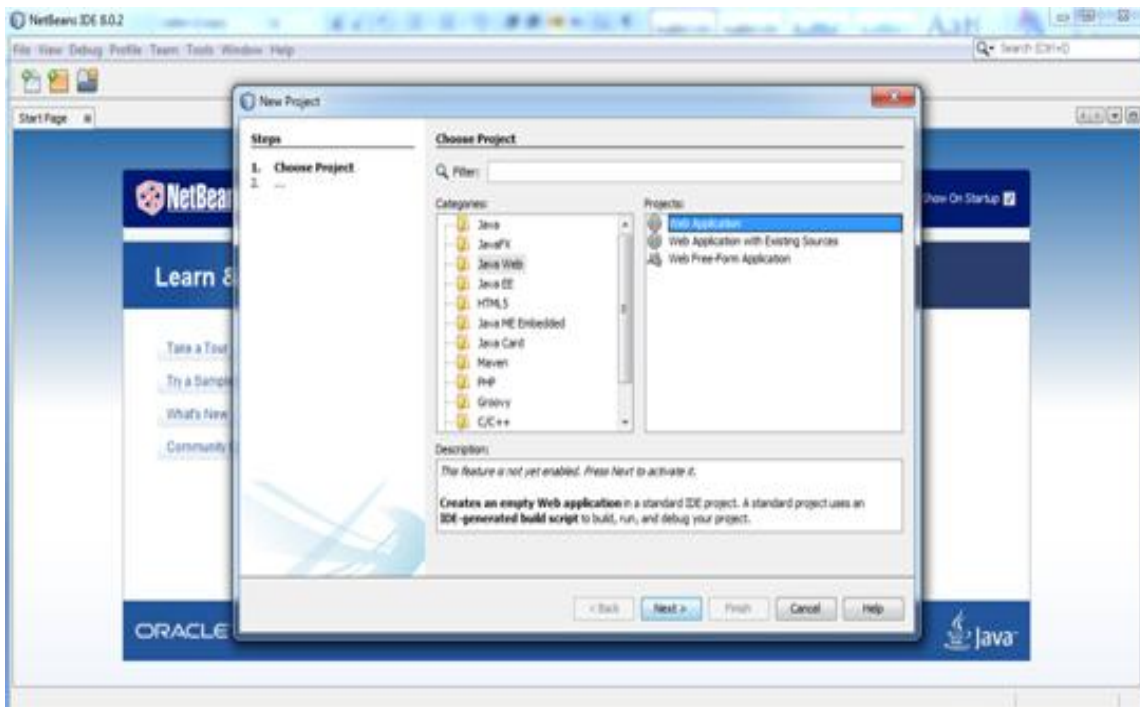 NetBeans IDE 8.0.2
File View Debug Profile Team Tools Window Help
Search (Ctrl+I)
Start Page
NetBea
Show On Startup
Learn &
Take a Tour
Try a Sample
What's New
Community
ORACLE
Java
New Project
Steps
1. Choose Project
2. ...
Choose Project
Filter:
Categories:
Java
JavaFX
Java Web
Java EE
HTML5
Java ME Embedded
Java Card
Maven
PHP
Groovy
C/C++
Projects:
Web Application
Web Application with Existing Sources
Web Free-Form Application
Description:
This feature is not yet enabled. Press Next to activate it.
Creates an empty Web application in a standard IDE project. A standard project uses an
IDE-generated build script to build, run, and debug your project.
< Back
Next >
Finish
Cancel
Help